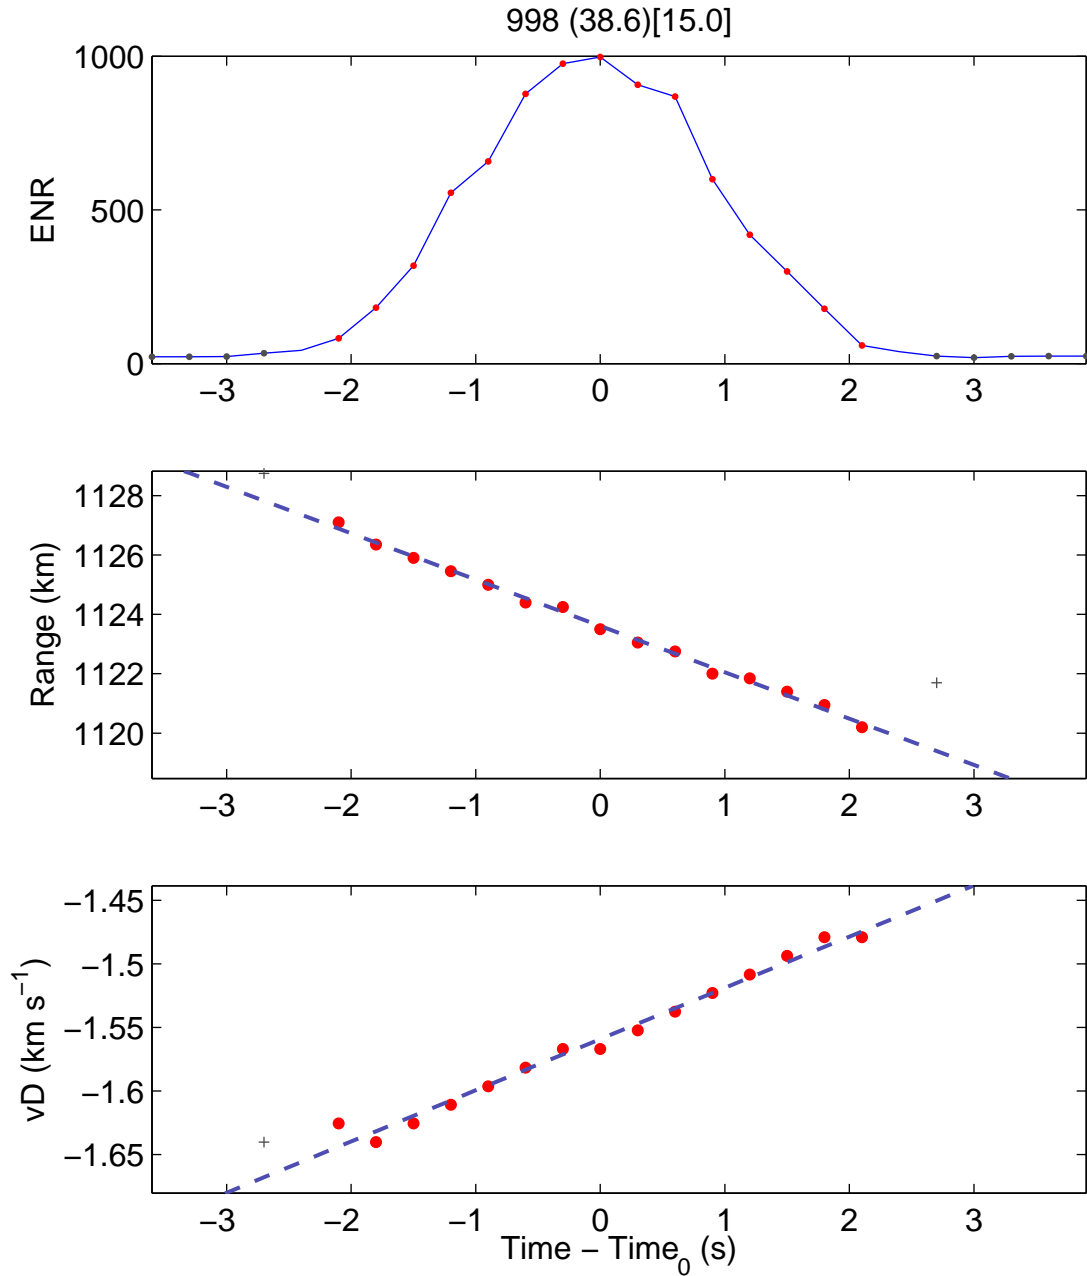 998 (38.6)[15.0]
1000
500
0
ENR
−3 −2 −1 0 1 2 3
1128
1126
1124
1122
1120
Range (km)
−3 −2 −1 0 1 2 3
−1.45
−1.5
−1.55
−1.6
−1.65
vD (km s⁻¹)
−3 −2 −1 0 1 2 3
Time − Time₀ (s)